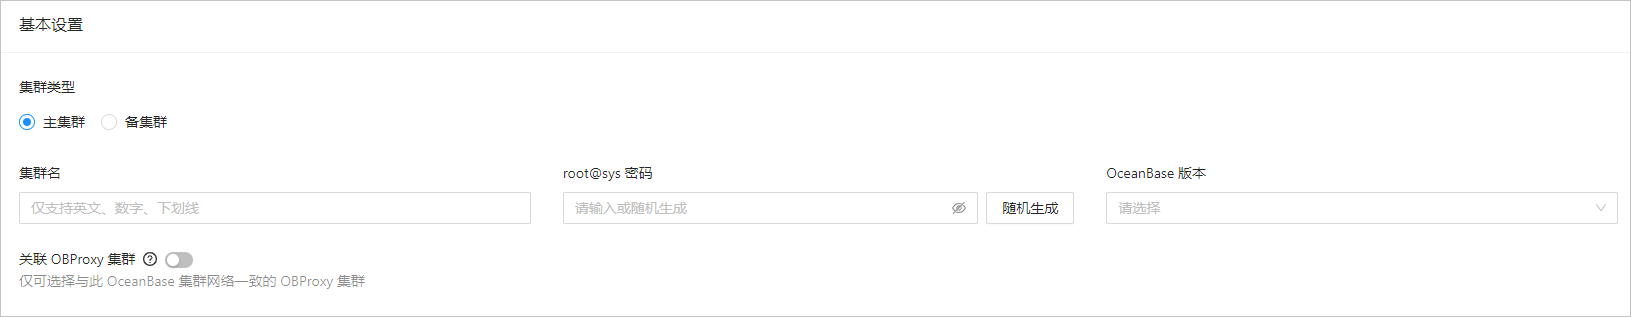 基本设置
集群类型
主集群 备集群
集群名 root@sys 密码 OceanBase 版本
仅支持英文、数字、下划线 请输入或随机生成 随机生成 请选择
关联 OBProxy 集群 ?
仅可选择与此 OceanBase 集群网络一致的 OBProxy 集群